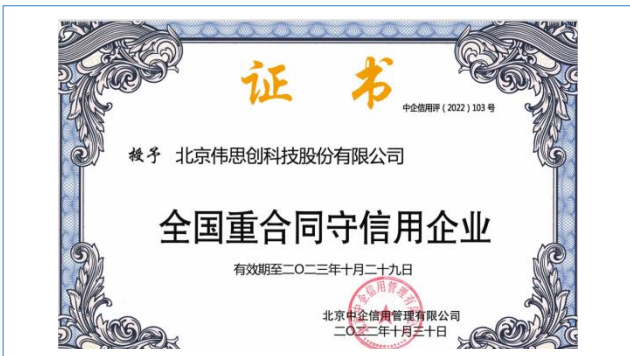 证 书
中企信用评（2022）103 号
授予 北京伟思创科技股份有限公司
全国重合同守信用企业
有效期至二〇二三年十月二十九日
北京中企信用管理有限公司
二〇二二年十月三十日